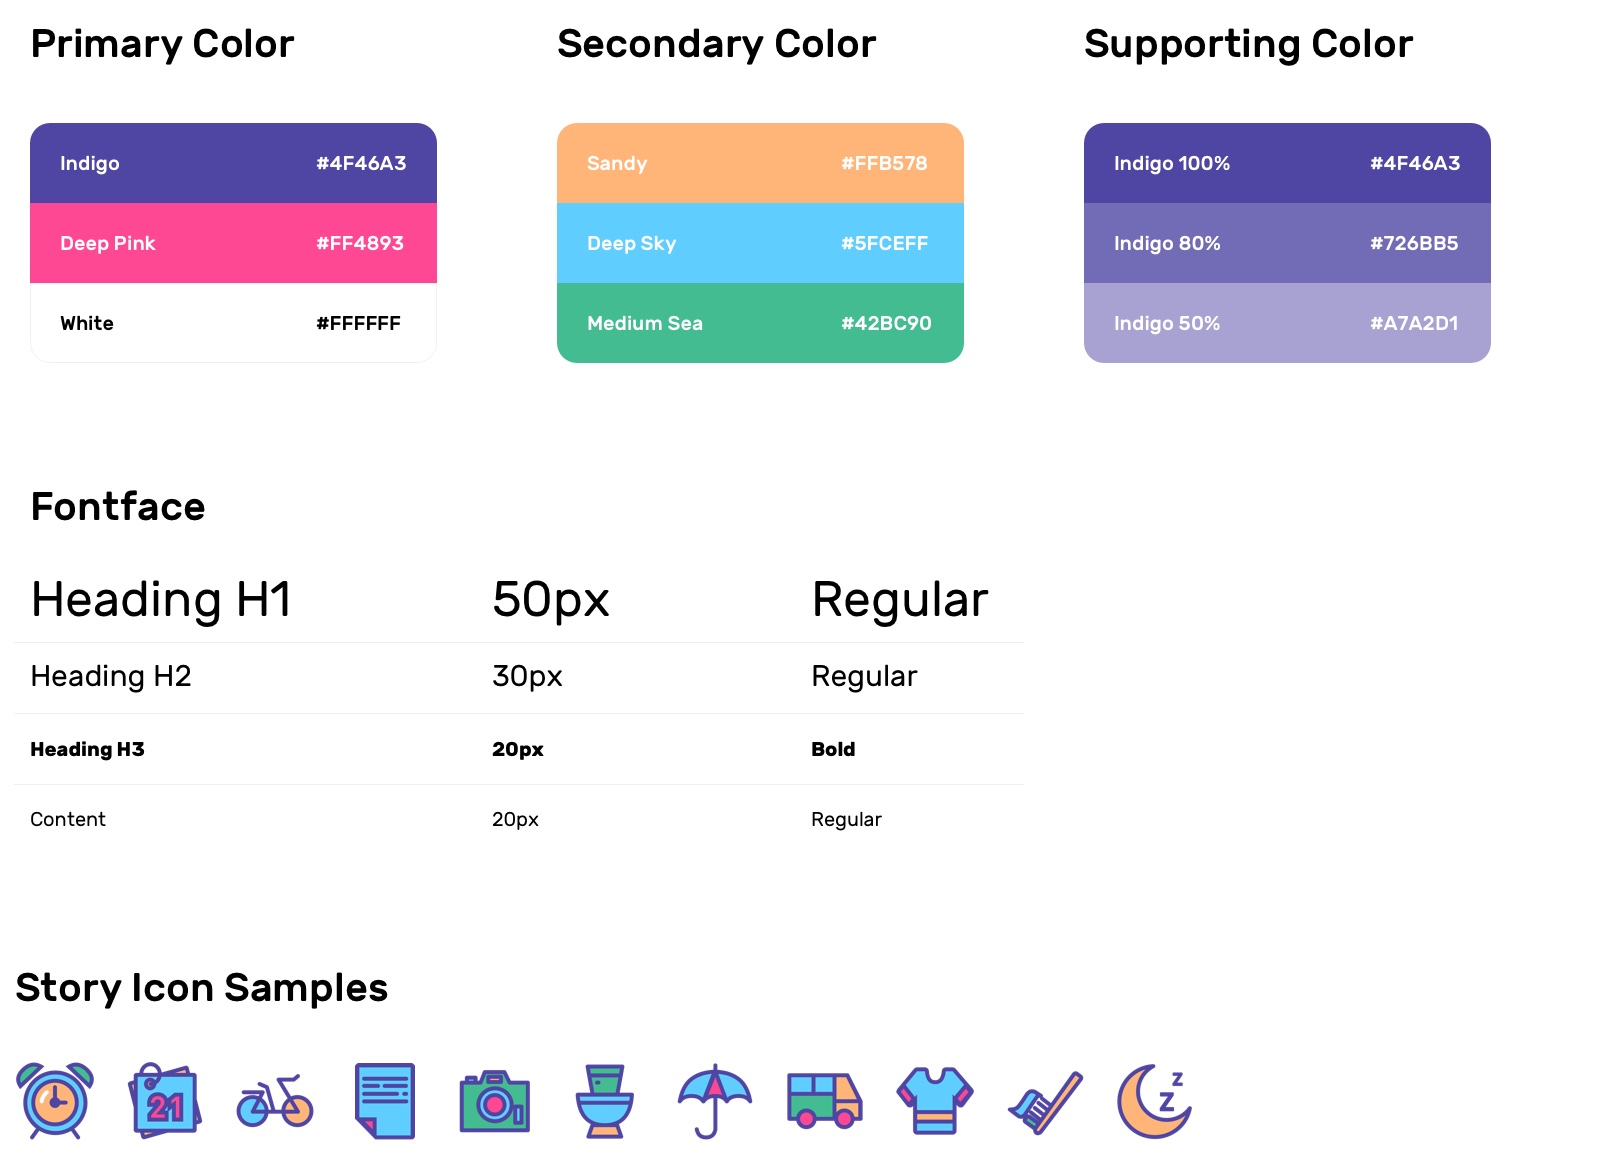 Primary Color
Secondary Color
Supporting Color
Indigo #4F46A3
Deep Pink #FF4893
White #FFFFFF
Sandy #FFB578
Deep Sky #5FCEFF
Medium Sea #42BC90
Indigo 100% #4F46A3
Indigo 80% #726BB5
Indigo 50% #A7A2D1
Fontface
Heading H1 50px Regular
Heading H2 30px Regular
Heading H3 20px Bold
Content 20px Regular
Story Icon Samples
21
z
z